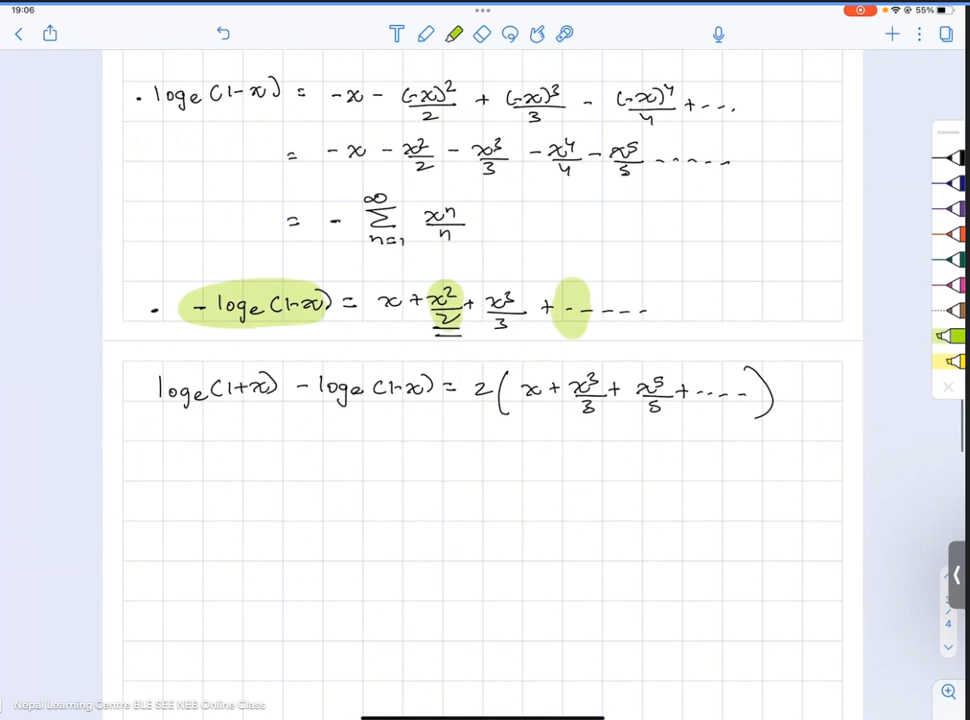 19:06
55%
. loge (1-x) = -x - (-x)²/2 + (-x)³/3 - (-x)⁴/4 + ....
= -x - x²/2 - x³/3 - x⁴/4 - x⁵/5 ......
= - ∑_{n=1}^{∞} xⁿ/n
. -loge (1-x) = x + x²/2 + x³/3 + ------
loge (1+x) - loge (1-x) = 2 ( x + x³/3 + x⁵/5 + ..... )
3
/
4
Nepal Learning Centre BLE SEE NEB Online Class